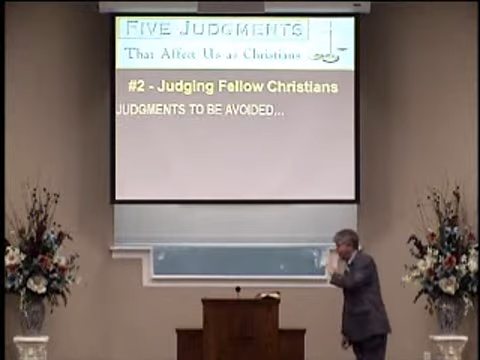 FIVE JUDGMENTS
That Affect Us as Christians
#2 - Judging Fellow Christians
JUDGMENTS TO BE AVOIDED...